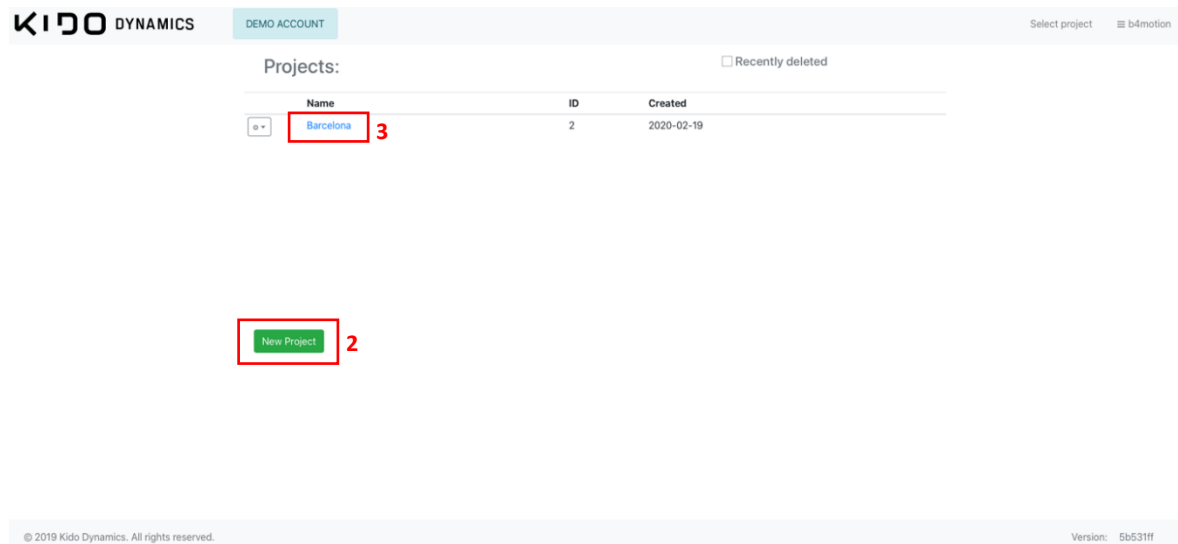 KIDO DYNAMICS DEMO ACCOUNT Select project ≡ b4motion
Projects: Recently deleted
Name ID Created
Barcelona 3 2 2020-02-19
New Project 2
© 2019 Kido Dynamics. All rights reserved. Version: 5b531ff